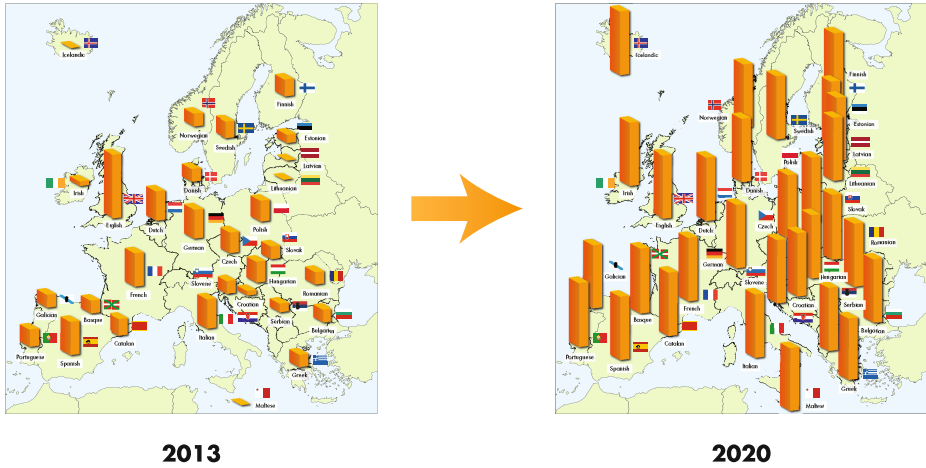 Icelandic
Finnish
Norwegian
Swedish
Estonian
Latvian
Lithuanian
Irish
English
Danish
Dutch
German
Polish
Czech
Slovak
French
Slovene
Hungarian
Romanian
Croatian
Galician
Basque
Serbian
Bulgarian
Portuguese
Spanish
Catalan
Italian
Greek
Maltese
2013
Icelandic
Finnish
Norwegian
Swedish
Estonian
Latvian
Polish
Lithuanian
Irish
English
Danish
Dutch
Slovak
Czech
Romanian
German
Galician
Slovene
Hungarian
French
Basque
Croatian
Serbian
Bulgarian
Portuguese
Spanish
Catalan
Italian
Greek
Maltese
2020